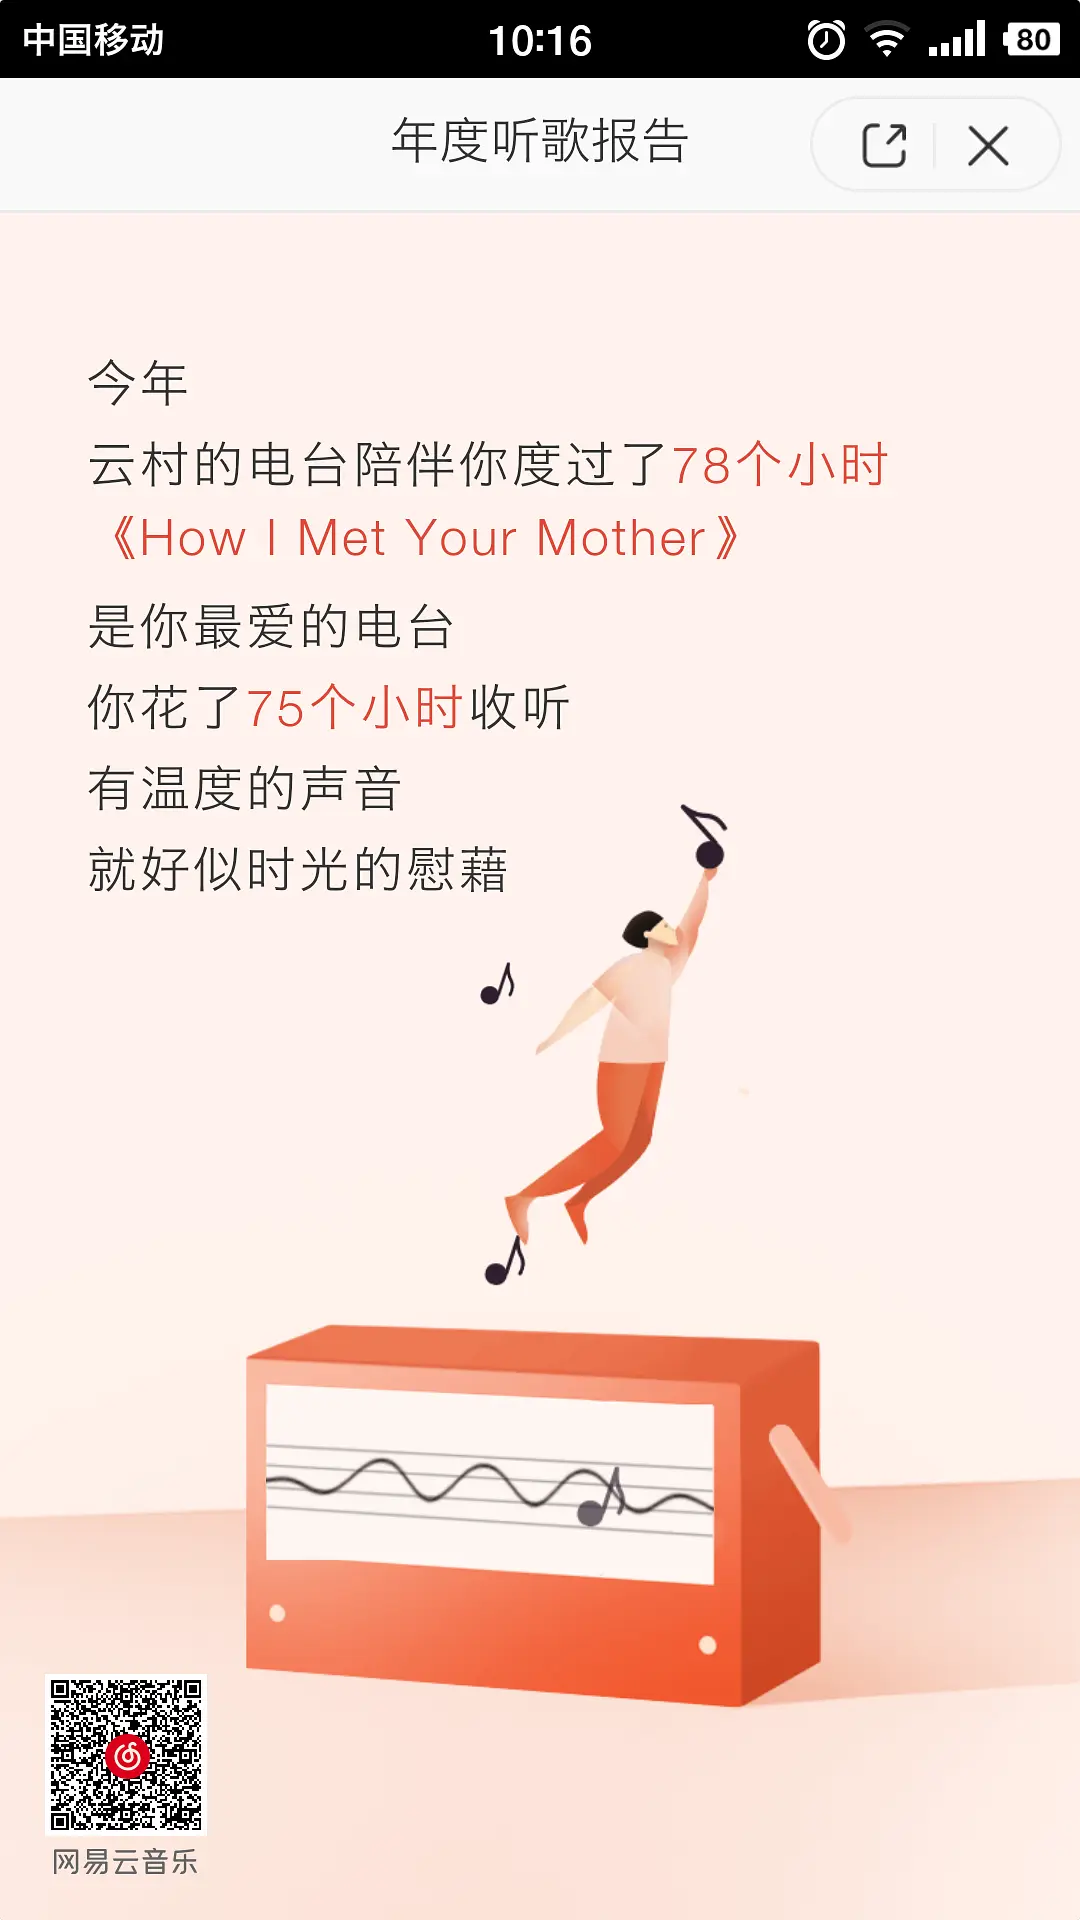 中国移动
10:16
80
年度听歌报告
今年
云村的电台陪伴你度过了78个小时
《How I Met Your Mother》
是你最爱的电台
你花了75个小时收听
有温度的声音
就好似时光的慰藉
网易云音乐